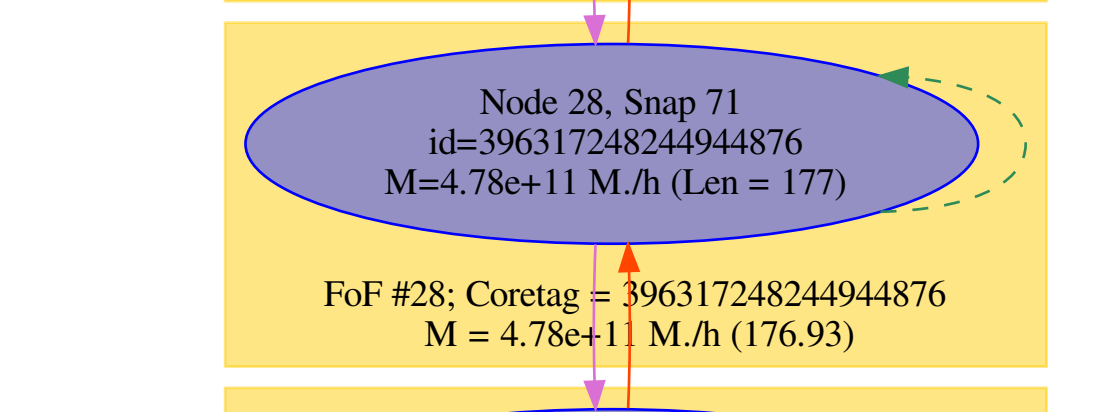 Node 28, Snap 71
id=396317248244944876
M=4.78e+11 M./h (Len = 177)
FoF #28; Coretag = 396317248244944876
M = 4.78e+11 M./h (176.93)